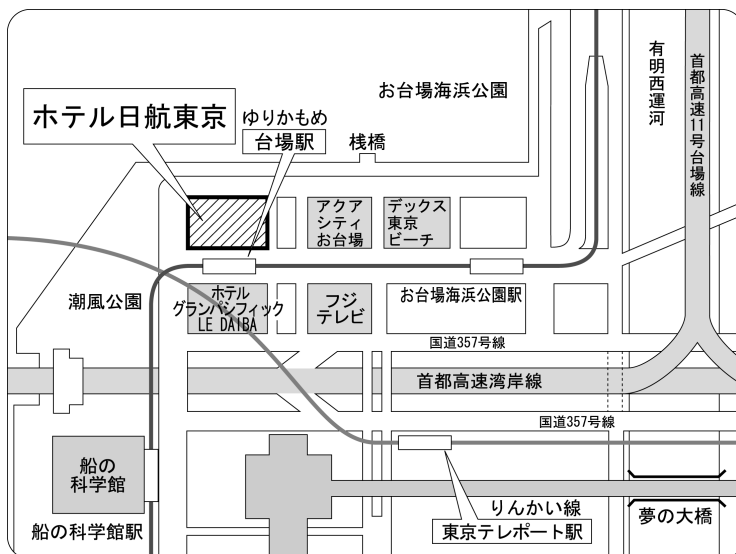 お台場海浜公園
有明西運河
首都高速11号台場線
ホテル日航東京
ゆりかもめ
台場駅
桟橋
アクア
シティ
お台場
デックス
東京
ビーチ
潮風公園
ホテル
グランパシフィック
LE DAIBA
フジ
テレビ
お台場海浜公園駅
国道357号線
首都高速湾岸線
国道357号線
船の
科学館
船の科学館駅
りんかい線
東京テレポート駅
夢の大橋